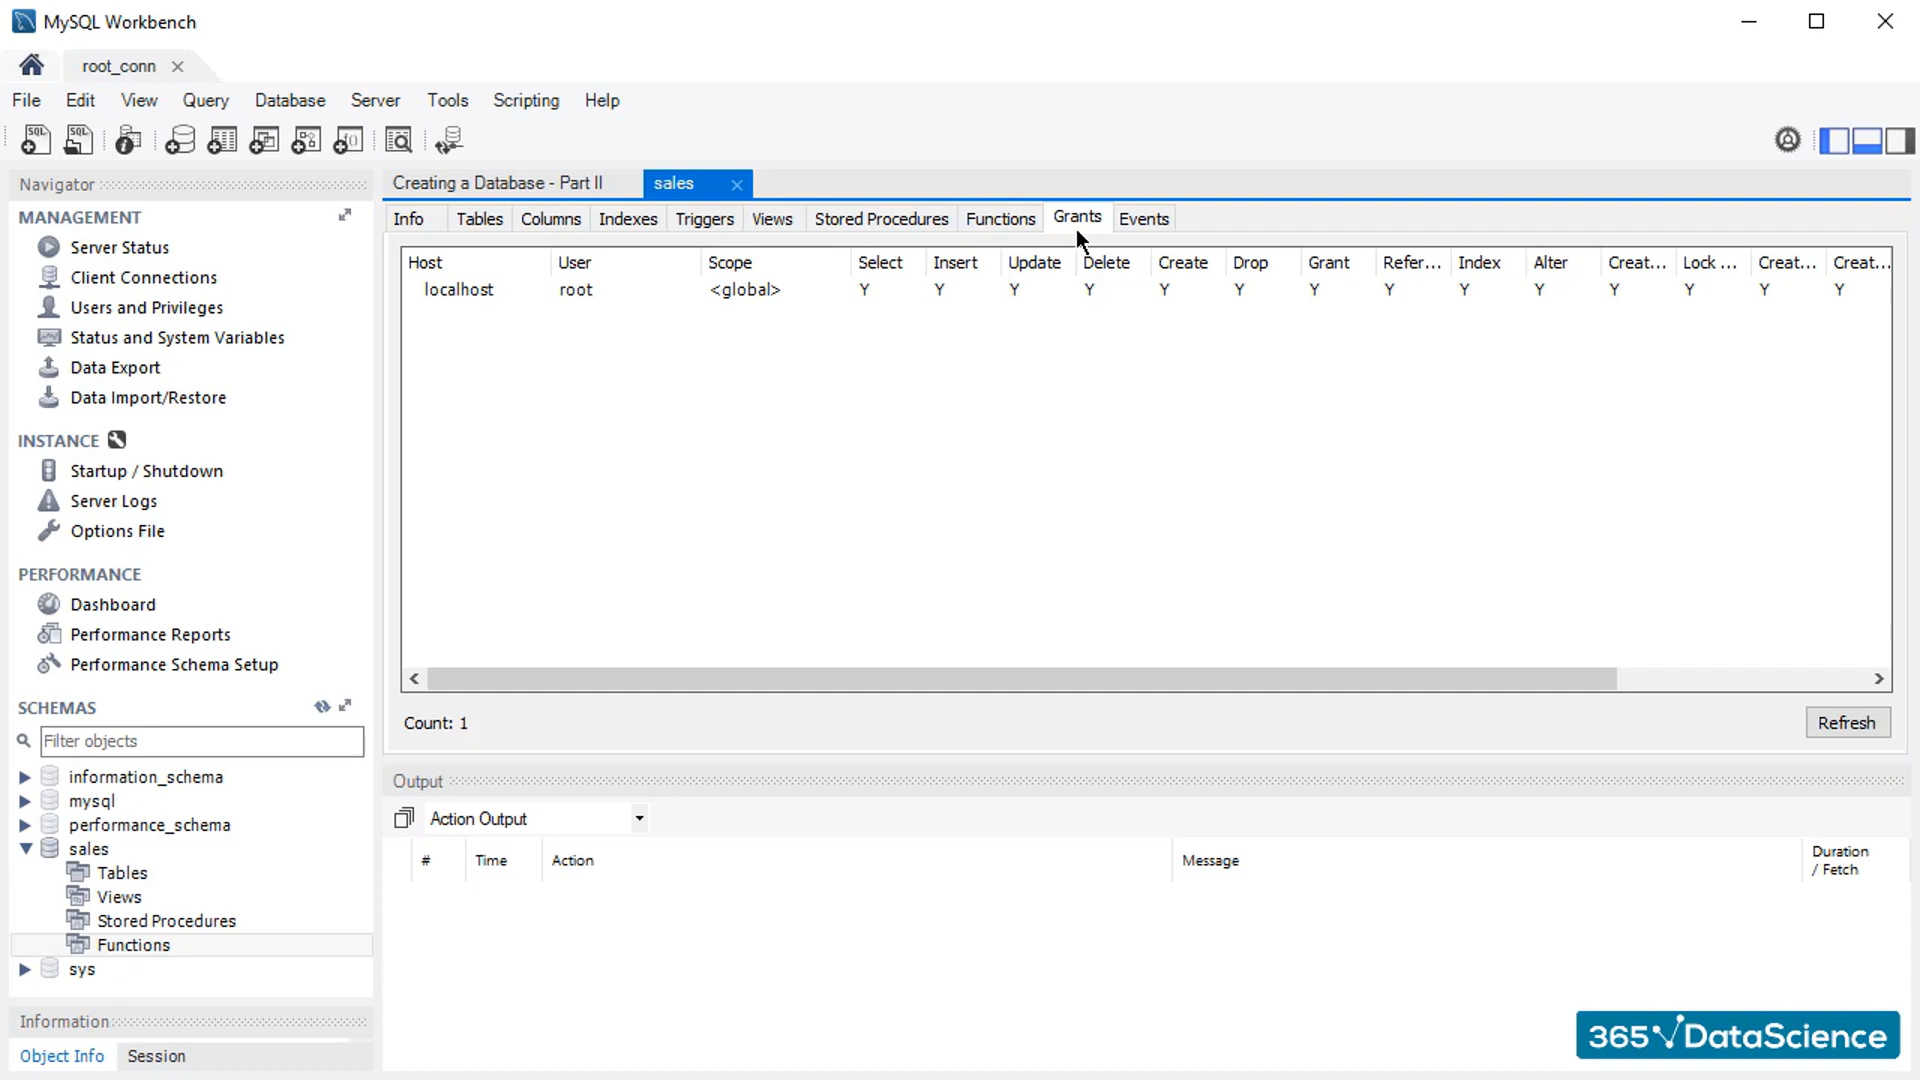 MySQL Workbench
root_conn
File Edit View Query Database Server Tools Scripting Help
Navigator
MANAGEMENT
Server Status
Client Connections
Users and Privileges
Status and System Variables
Data Export
Data Import/Restore
INSTANCE
Startup / Shutdown
Server Logs
Options File
PERFORMANCE
Dashboard
Performance Reports
Performance Schema Setup
SCHEMAS
Filter objects
information_schema
mysql
performance_schema
sales
Tables
Views
Stored Procedures
Functions
sys
Information
Object Info Session
Creating a Database - Part II sales
Info Tables Columns Indexes Triggers Views Stored Procedures Functions Grants Events
Host User Scope Select Insert Update Delete Create Drop Grant Refer... Index Alter Creat... Lock ... Creat... Creat...
localhost root <global> Y Y Y Y Y Y Y Y Y Y Y Y Y Y
Count: 1 Refresh
Output
Action Output
# Time Action Message Duration
/ Fetch
365 DataScience